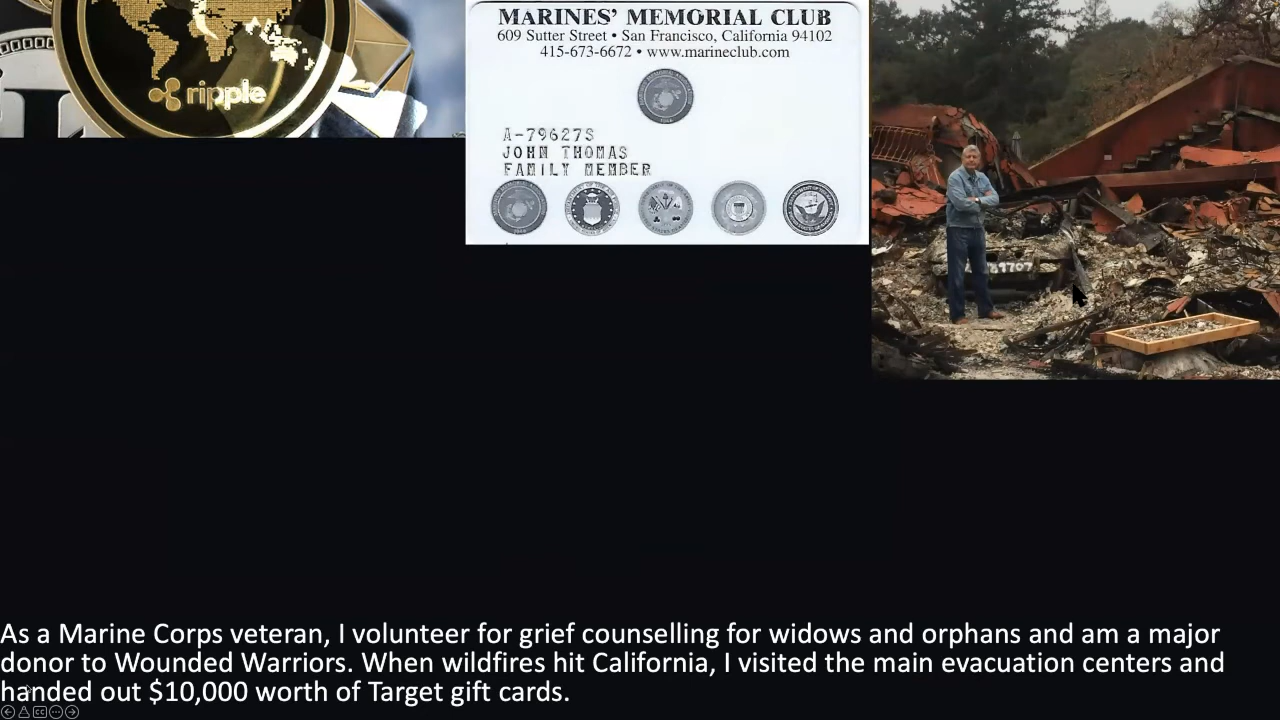 ripple
MARINES' MEMORIAL CLUB
609 Sutter Street • San Francisco, California 94102
415-673-6672 • www.marineclub.com
A-79627S
JOHN THOMAS
FAMILY MEMBER
As a Marine Corps veteran, I volunteer for grief counselling for widows and orphans and am a major
donor to Wounded Warriors. When wildfires hit California, I visited the main evacuation centers and
handed out $10,000 worth of Target gift cards.